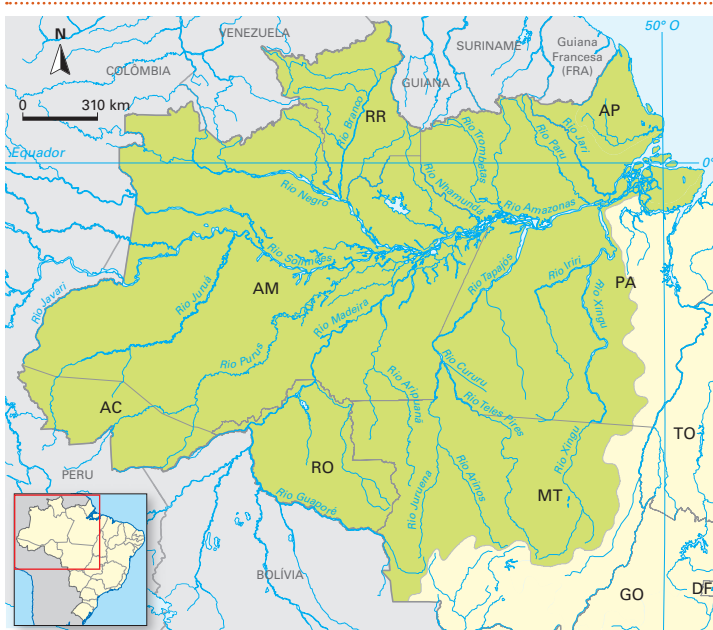 50° O
N
VENEZUELA
SURINAME
Guiana
Francesa
(FRA)
COLÔMBIA
GUIANA
0 310 km
RR
AP
Rio Branco
Rio Trombetas
Rio Paru
Rio Jari
Equador
0°
Rio Negro
Rio Nhamundá
Rio Amazonas
Rio Solimões
Rio Tapajós
Rio Iriri
PA
AM
Rio Javari
Rio Juruá
Rio Madeira
Rio Xingu
Rio Purus
Rio Cururu
Rio Aripuanã
Rio Teles Pires
AC
TO
Rio Xingu
PERU
RO
Rio Juruena
Rio Arinos
MT
Rio Guaporé
BOLÍVIA
GO
DF